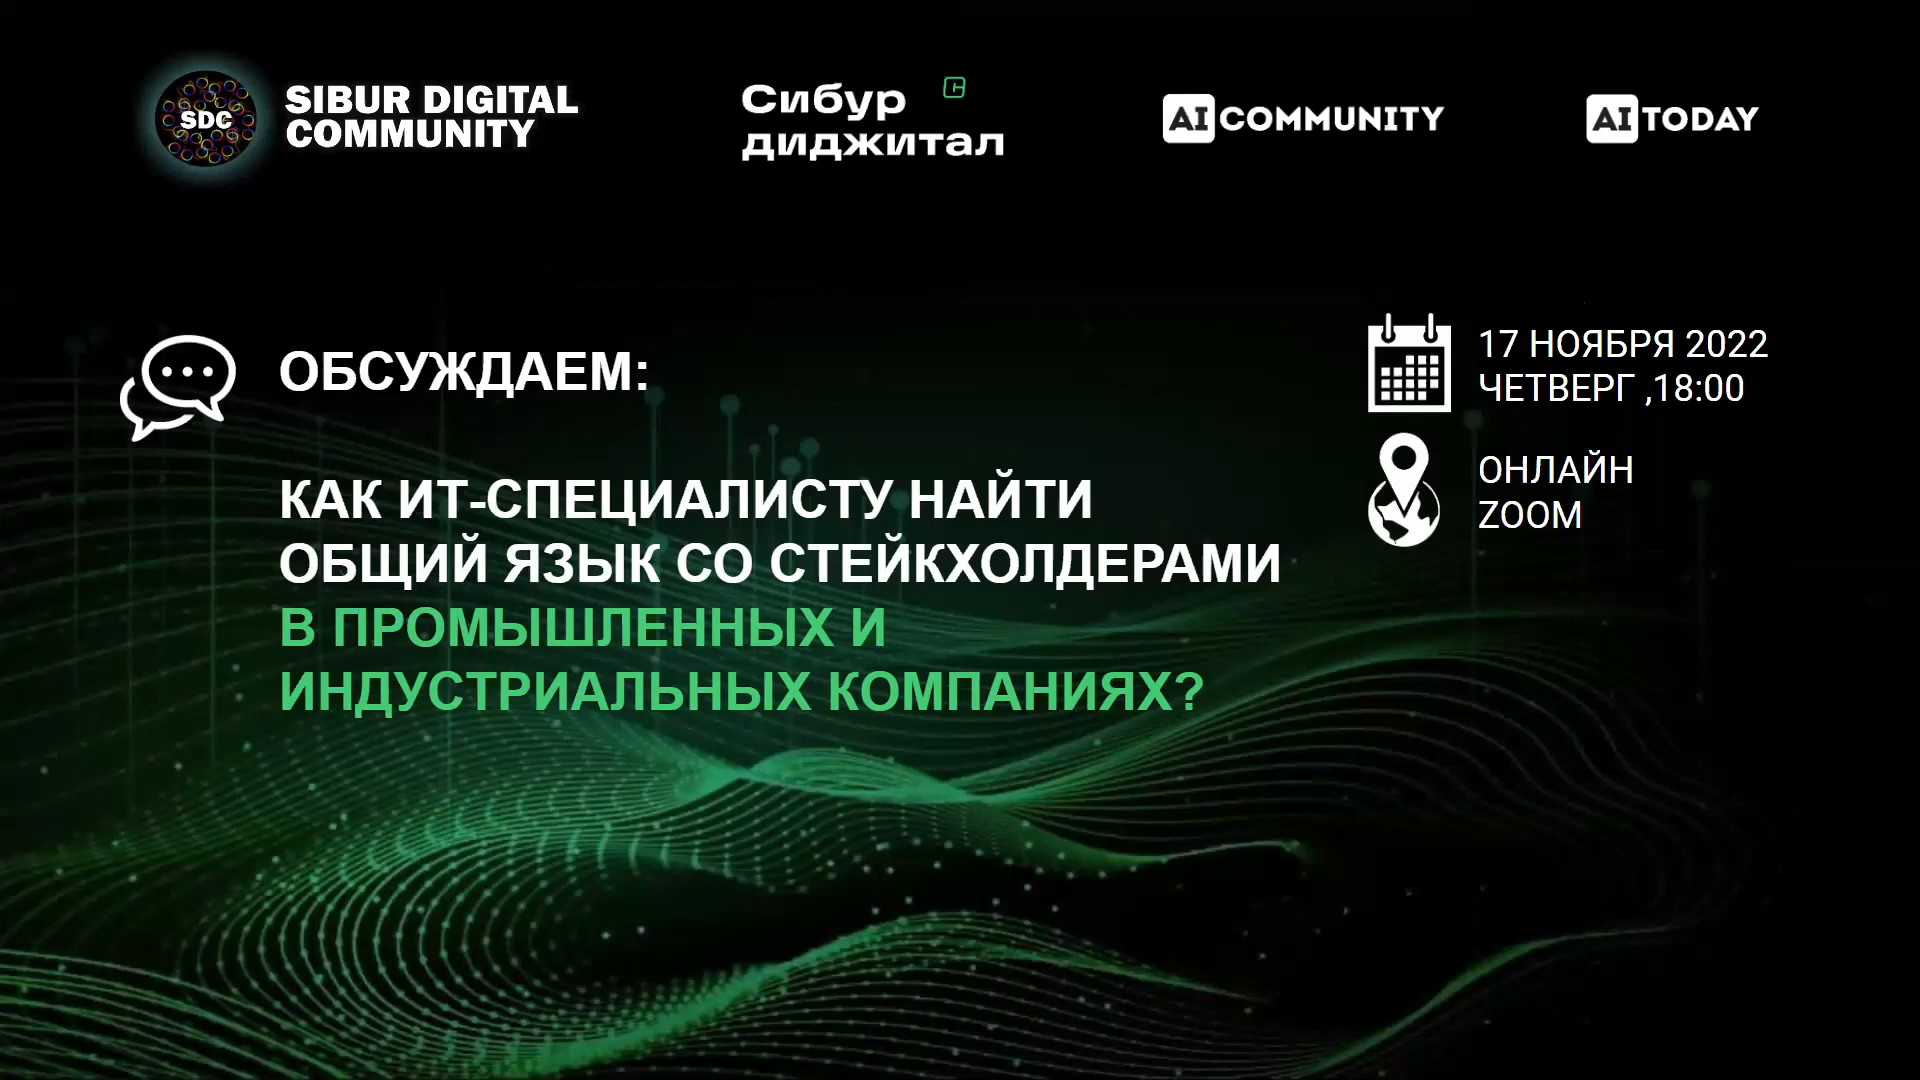 SDC
SIBUR DIGITAL
COMMUNITY
Сибур
диджитал
AI COMMUNITY
AI TODAY
ОБСУЖДАЕМ:
КАК ИТ-СПЕЦИАЛИСТУ НАЙТИ
ОБЩИЙ ЯЗЫК СО СТЕЙКХОЛДЕРАМИ
В ПРОМЫШЛЕННЫХ И
ИНДУСТРИАЛЬНЫХ КОМПАНИЯХ?
17 НОЯБРЯ 2022
ЧЕТВЕРГ ,18:00
ОНЛАЙН
ZOOM